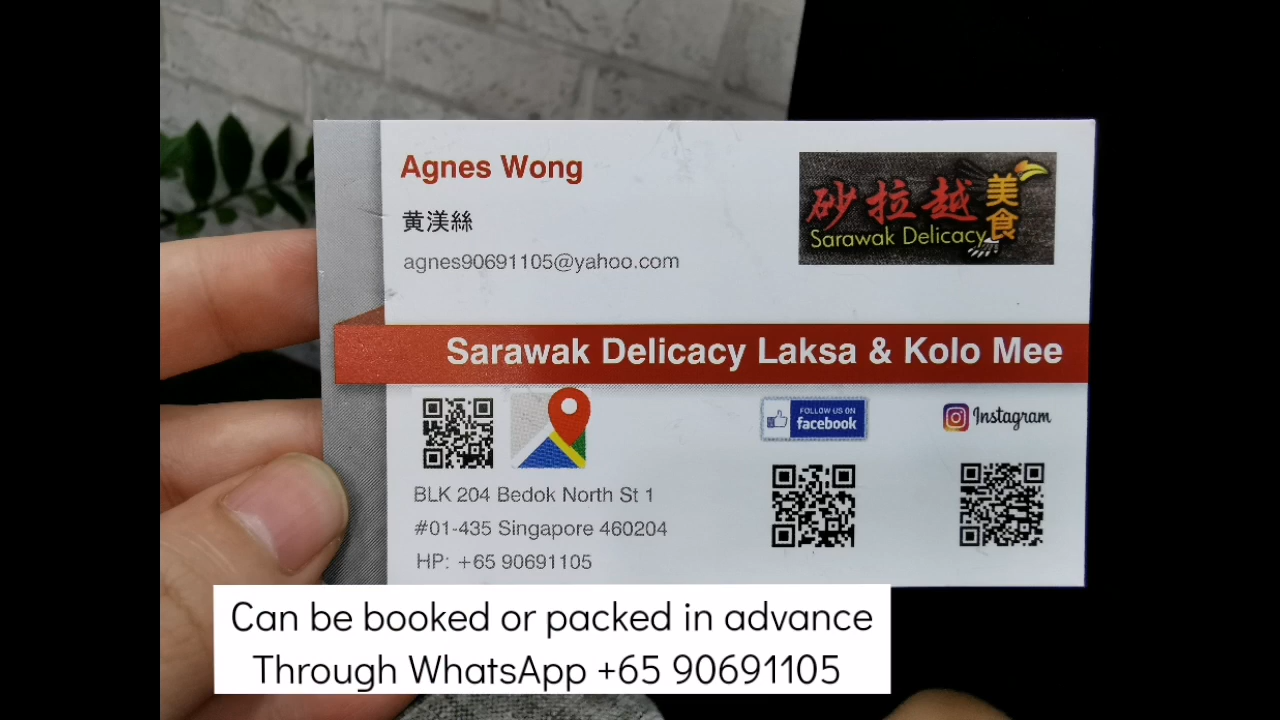 Agnes Wong
黄渼絲
agnes90691105@yahoo.com
砂拉越
美食
Sarawak Delicacy
Sarawak Delicacy Laksa & Kolo Mee
FOLLOW US ON
facebook
Instagram
BLK 204 Bedok North St 1
#01-435 Singapore 460204
HP: +65 90691105
Can be booked or packed in advance
Through WhatsApp +65 90691105